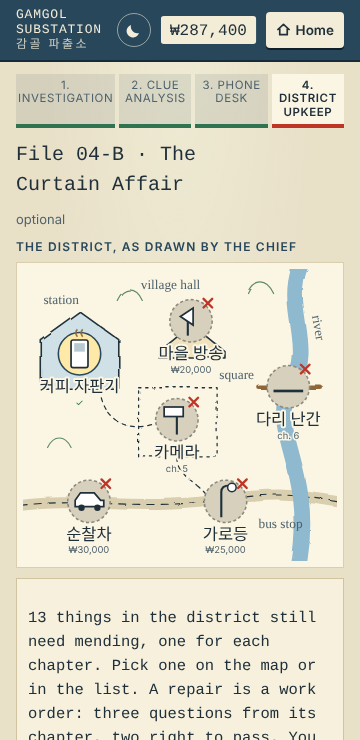 GAMGOL
SUBSTATION
감골 파출소
₩287,400
Home
1. INVESTIGATION
2. CLUE ANALYSIS
3. PHONE DESK
4. DISTRICT UPKEEP
File 04-B · The
Curtain Affair
optional
THE DISTRICT, AS DRAWN BY THE CHIEF
village hall
station
river
마을 방송
₩20,000
커피 자판기
square
다리 난간
ch. 6
카메라
ch. 5
순찰차
₩30,000
가로등
₩25,000
bus stop
13 things in the district still
need mending, one for each
chapter. Pick one on the map or
in the list. A repair is a work
order: three questions from its
chapter, two right to pass. You